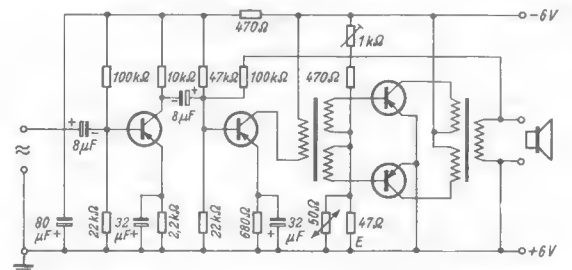 −6V
470Ω
1kΩ
100kΩ
10kΩ
47kΩ
100kΩ
470Ω
+
8μF
+
−
8μF
≈
80
μF+
22kΩ
32
μF+
2,2kΩ
22kΩ
680Ω
+
32
μF
50Ω
47Ω
E
+6V